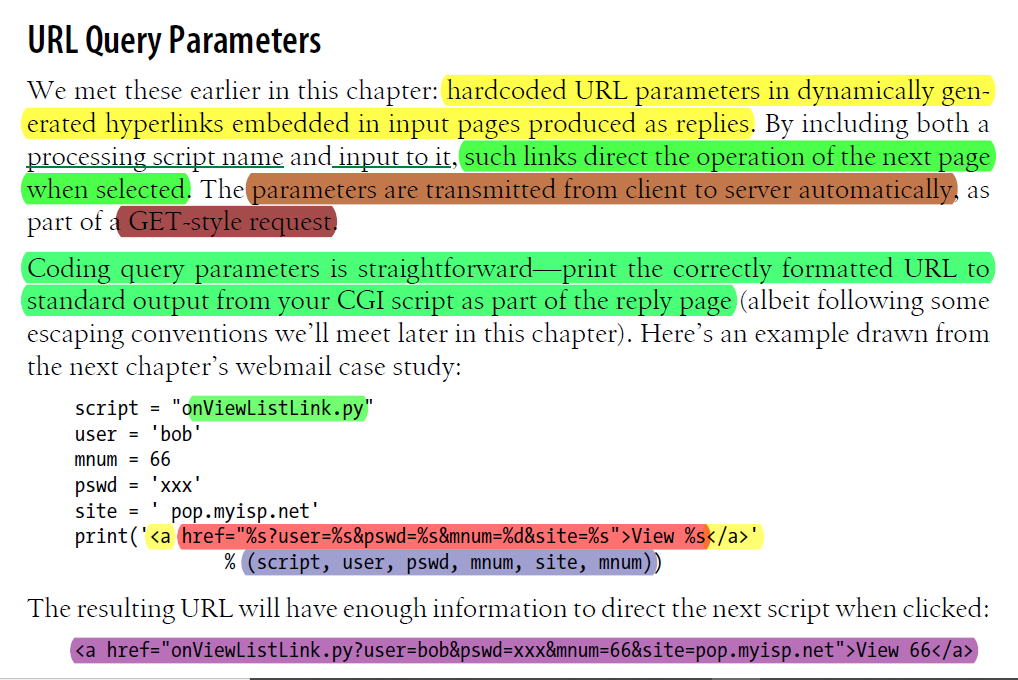 URL Query Parameters
We met these earlier in this chapter: hardcoded URL parameters in dynamically gen-
erated hyperlinks embedded in input pages produced as replies. By including both a
processing script name and input to it, such links direct the operation of the next page
when selected. The parameters are transmitted from client to server automatically, as
part of a GET-style request.
Coding query parameters is straightforward—print the correctly formatted URL to
standard output from your CGI script as part of the reply page (albeit following some
escaping conventions we’ll meet later in this chapter). Here’s an example drawn from
the next chapter’s webmail case study:
script = "onViewListLink.py"
user = 'bob'
mnum = 66
pswd = 'xxx'
site = ' pop.myisp.net'
print('<a href="%s?user=%s&pswd=%s&mnum=%d&site=%s">View %s</a>'
% (script, user, pswd, mnum, site, mnum))
The resulting URL will have enough information to direct the next script when clicked:
<a href="onViewListLink.py?user=bob&pswd=xxx&mnum=66&site=pop.myisp.net">View 66</a>